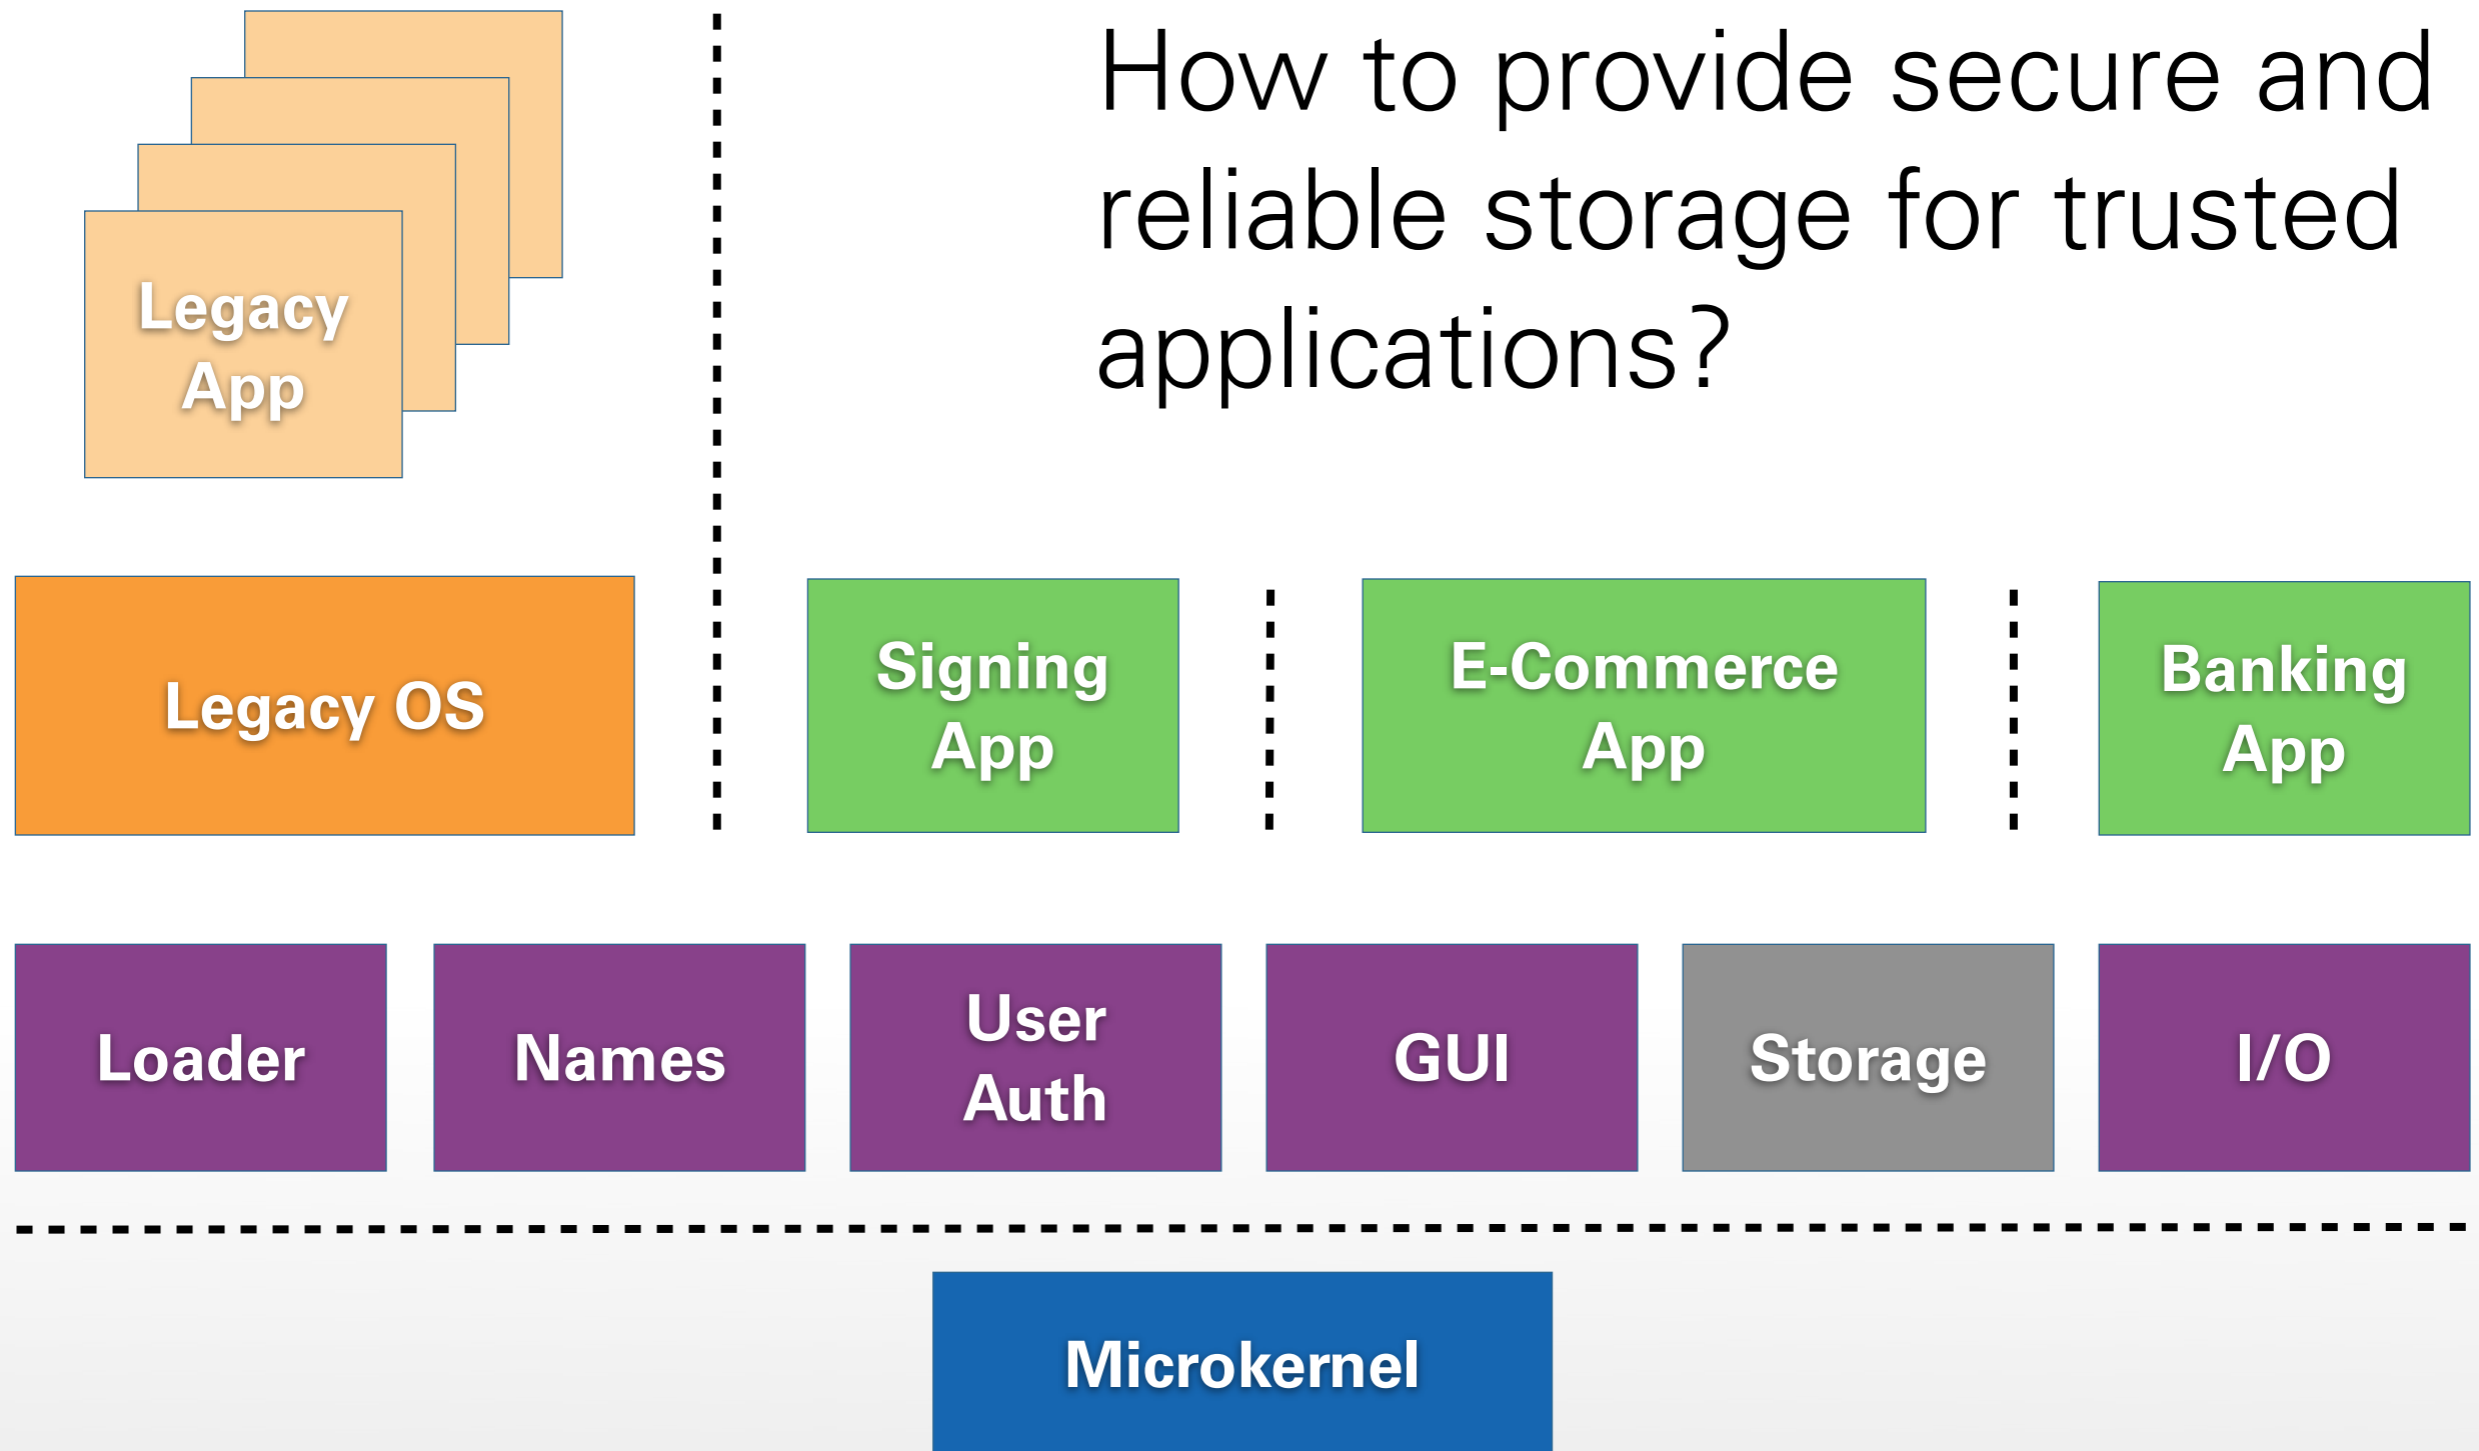 How to provide secure and
reliable storage for trusted
applications?
Legacy
App
Legacy OS
Signing
App
E-Commerce
App
Banking
App
Loader
Names
User
Auth
GUI
Storage
I/O
Microkernel